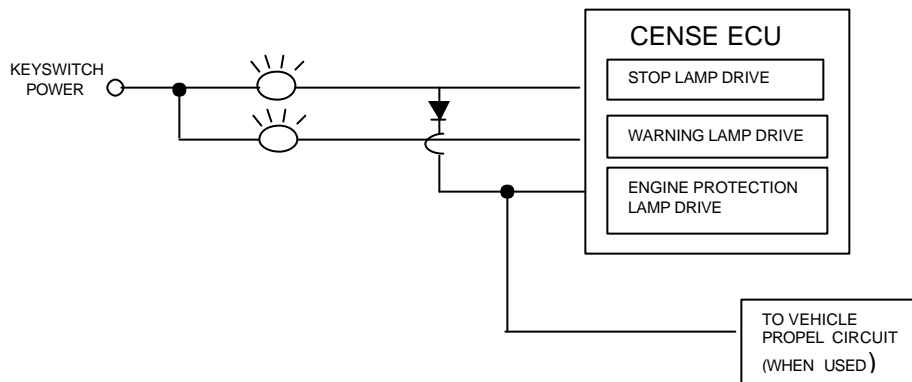 CENSE ECU
KEYSWITCH
POWER
STOP LAMP DRIVE
WARNING LAMP DRIVE
ENGINE PROTECTION
LAMP DRIVE
TO VEHICLE
PROPEL CIRCUIT
(WHEN USED)